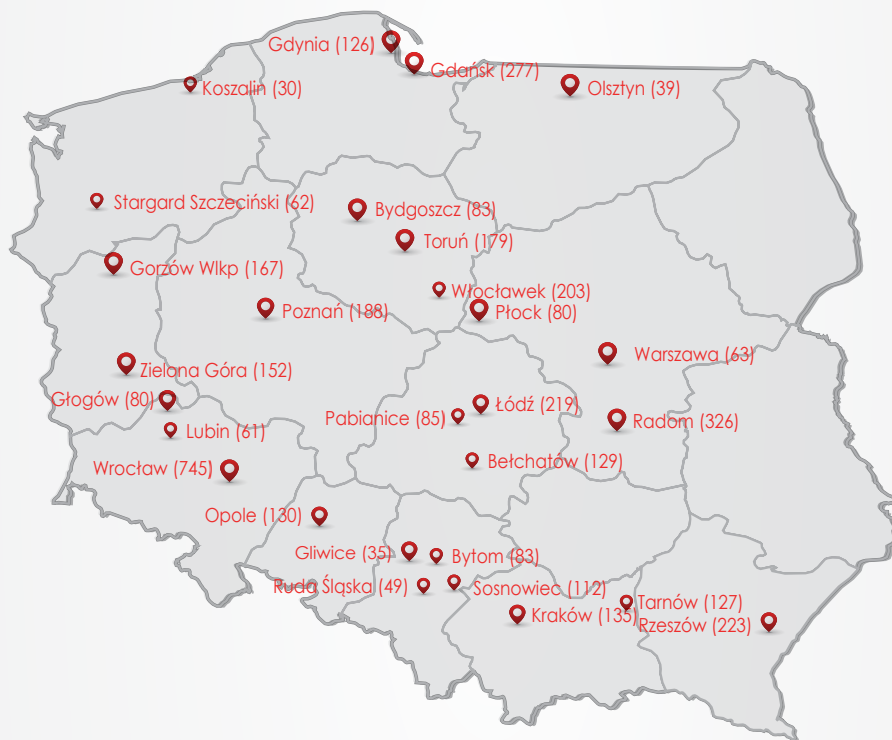 Gdynia (126)
Gdańsk (277)
Koszalin (30)
Olsztyn (39)
Stargard Szczeciński (62)
Bydgoszcz (83)
Toruń (179)
Gorzów Wlkp (167)
Włocławek (203)
Poznań (188)
Płock (80)
Warszawa (63)
Zielona Góra (152)
Głogów (80)
Łódź (219)
Pabianice (85)
Radom (326)
Lubin (61)
Bełchatów (129)
Wrocław (745)
Opole (130)
Gliwice (35)
Bytom (83)
Ruda Śląska (49)
Sosnowiec (112)
Tarnów (127)
Kraków (135)
Rzeszów (223)